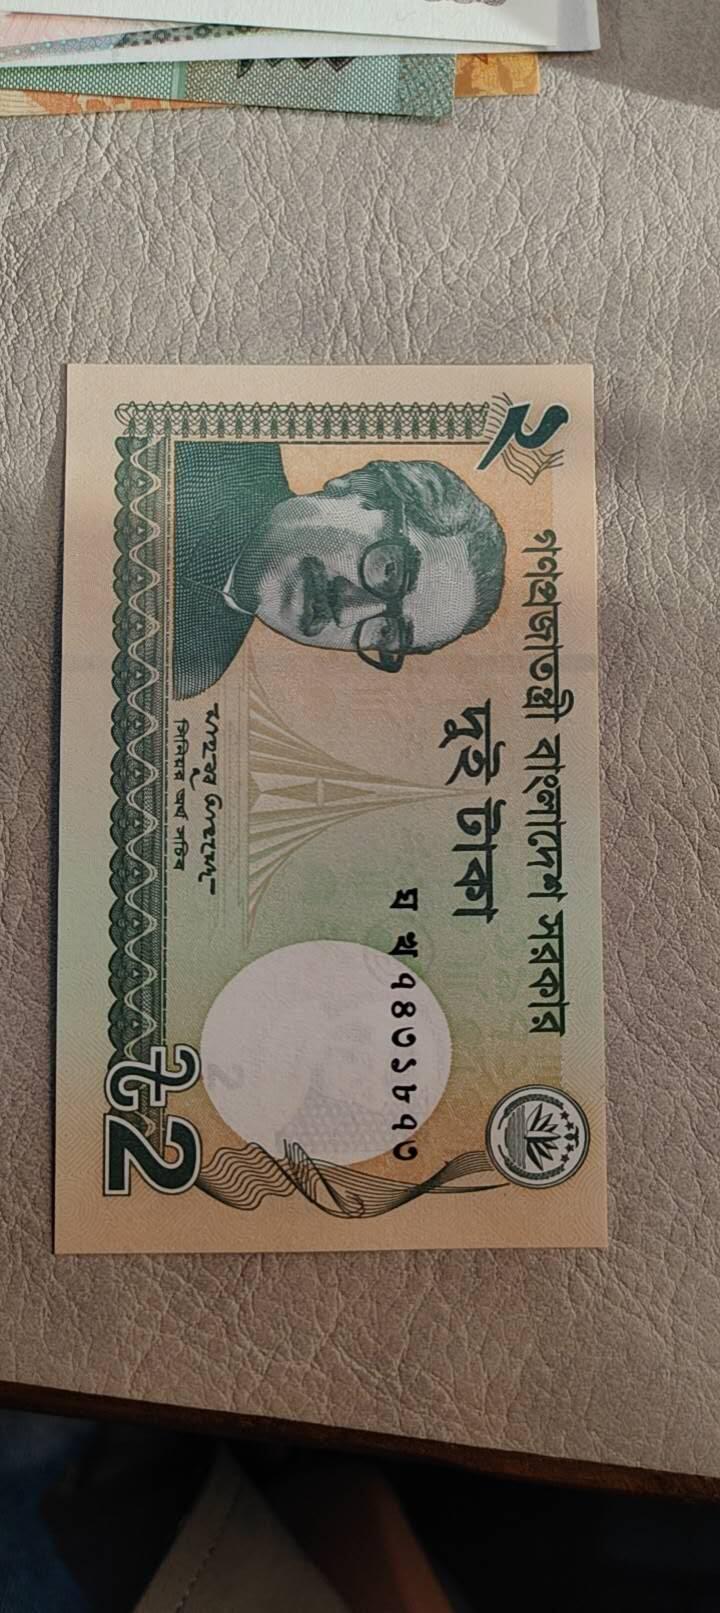 ২
গণপ্রজাতন্ত্রী বাংলাদেশ সরকার
দুই টাকা
ঘ খ ৭৪৩১৮৭৩
সিনিয়র অর্থ সচিব
৳2